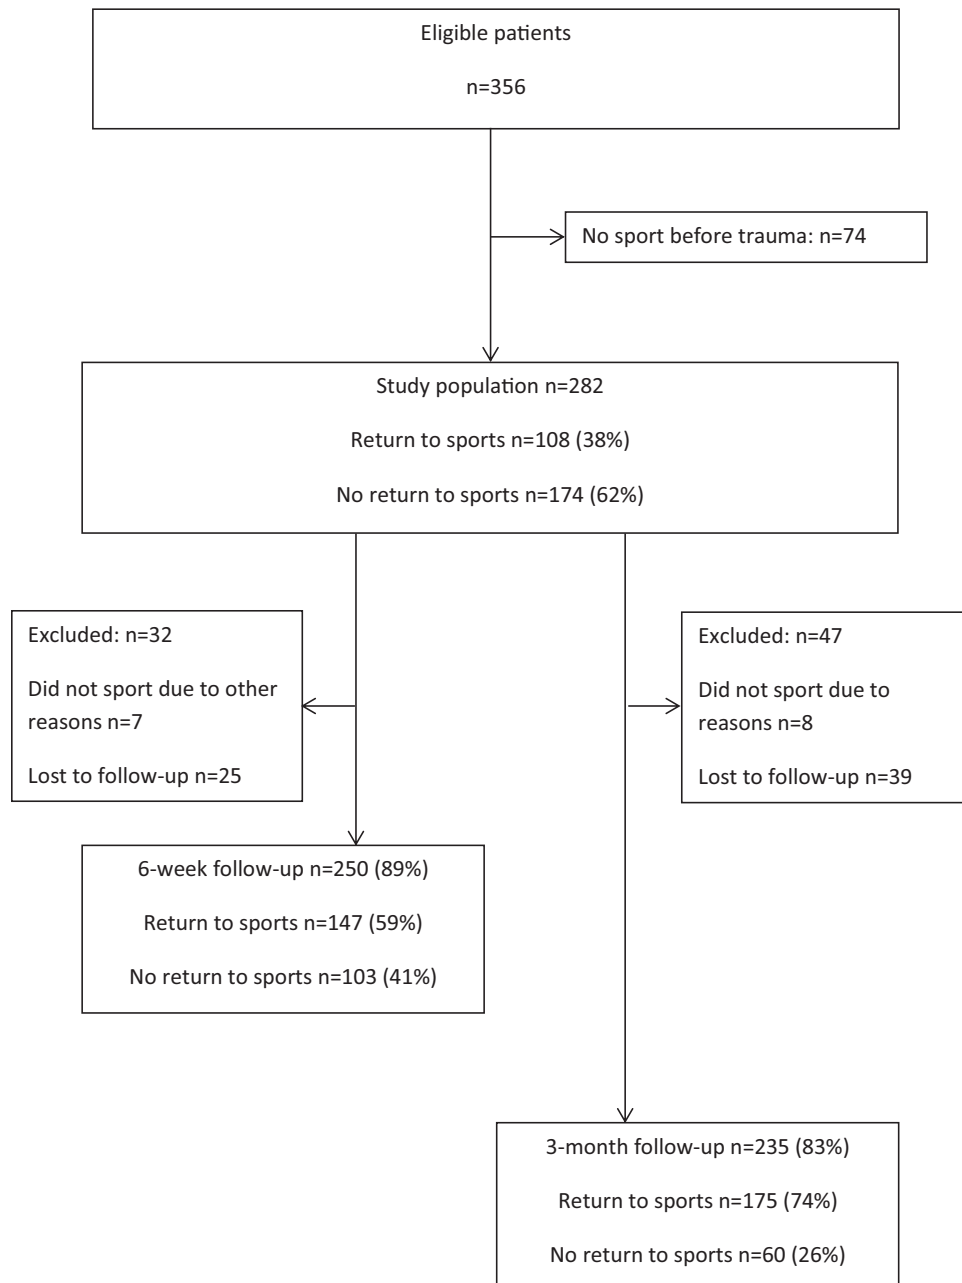 Eligible patients
n=356
No sport before trauma: n=74
Study population n=282
Return to sports n=108 (38%)
No return to sports n=174 (62%)
Excluded: n=32
Did not sport due to other
reasons n=7
Lost to follow-up n=25
Excluded: n=47
Did not sport due to
reasons n=8
Lost to follow-up n=39
6-week follow-up n=250 (89%)
Return to sports n=147 (59%)
No return to sports n=103 (41%)
3-month follow-up n=235 (83%)
Return to sports n=175 (74%)
No return to sports n=60 (26%)